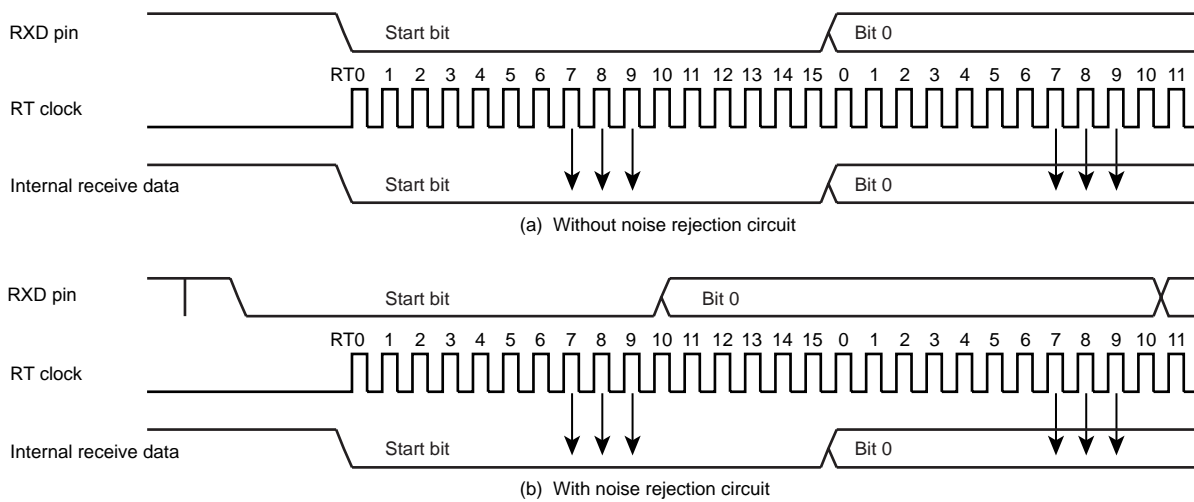 RXD pin
Start bit
Bit 0
RT0 1 2 3 4 5 6 7 8 9 10 11 12 13 14 15 0 1 2 3 4 5 6 7 8 9 10 11
RT clock
Internal receive data
Start bit
Bit 0
(a) Without noise rejection circuit
RXD pin
Start bit
Bit 0
RT0 1 2 3 4 5 6 7 8 9 10 11 12 13 14 15 0 1 2 3 4 5 6 7 8 9 10 11
RT clock
Internal receive data
Start bit
Bit 0
(b) With noise rejection circuit